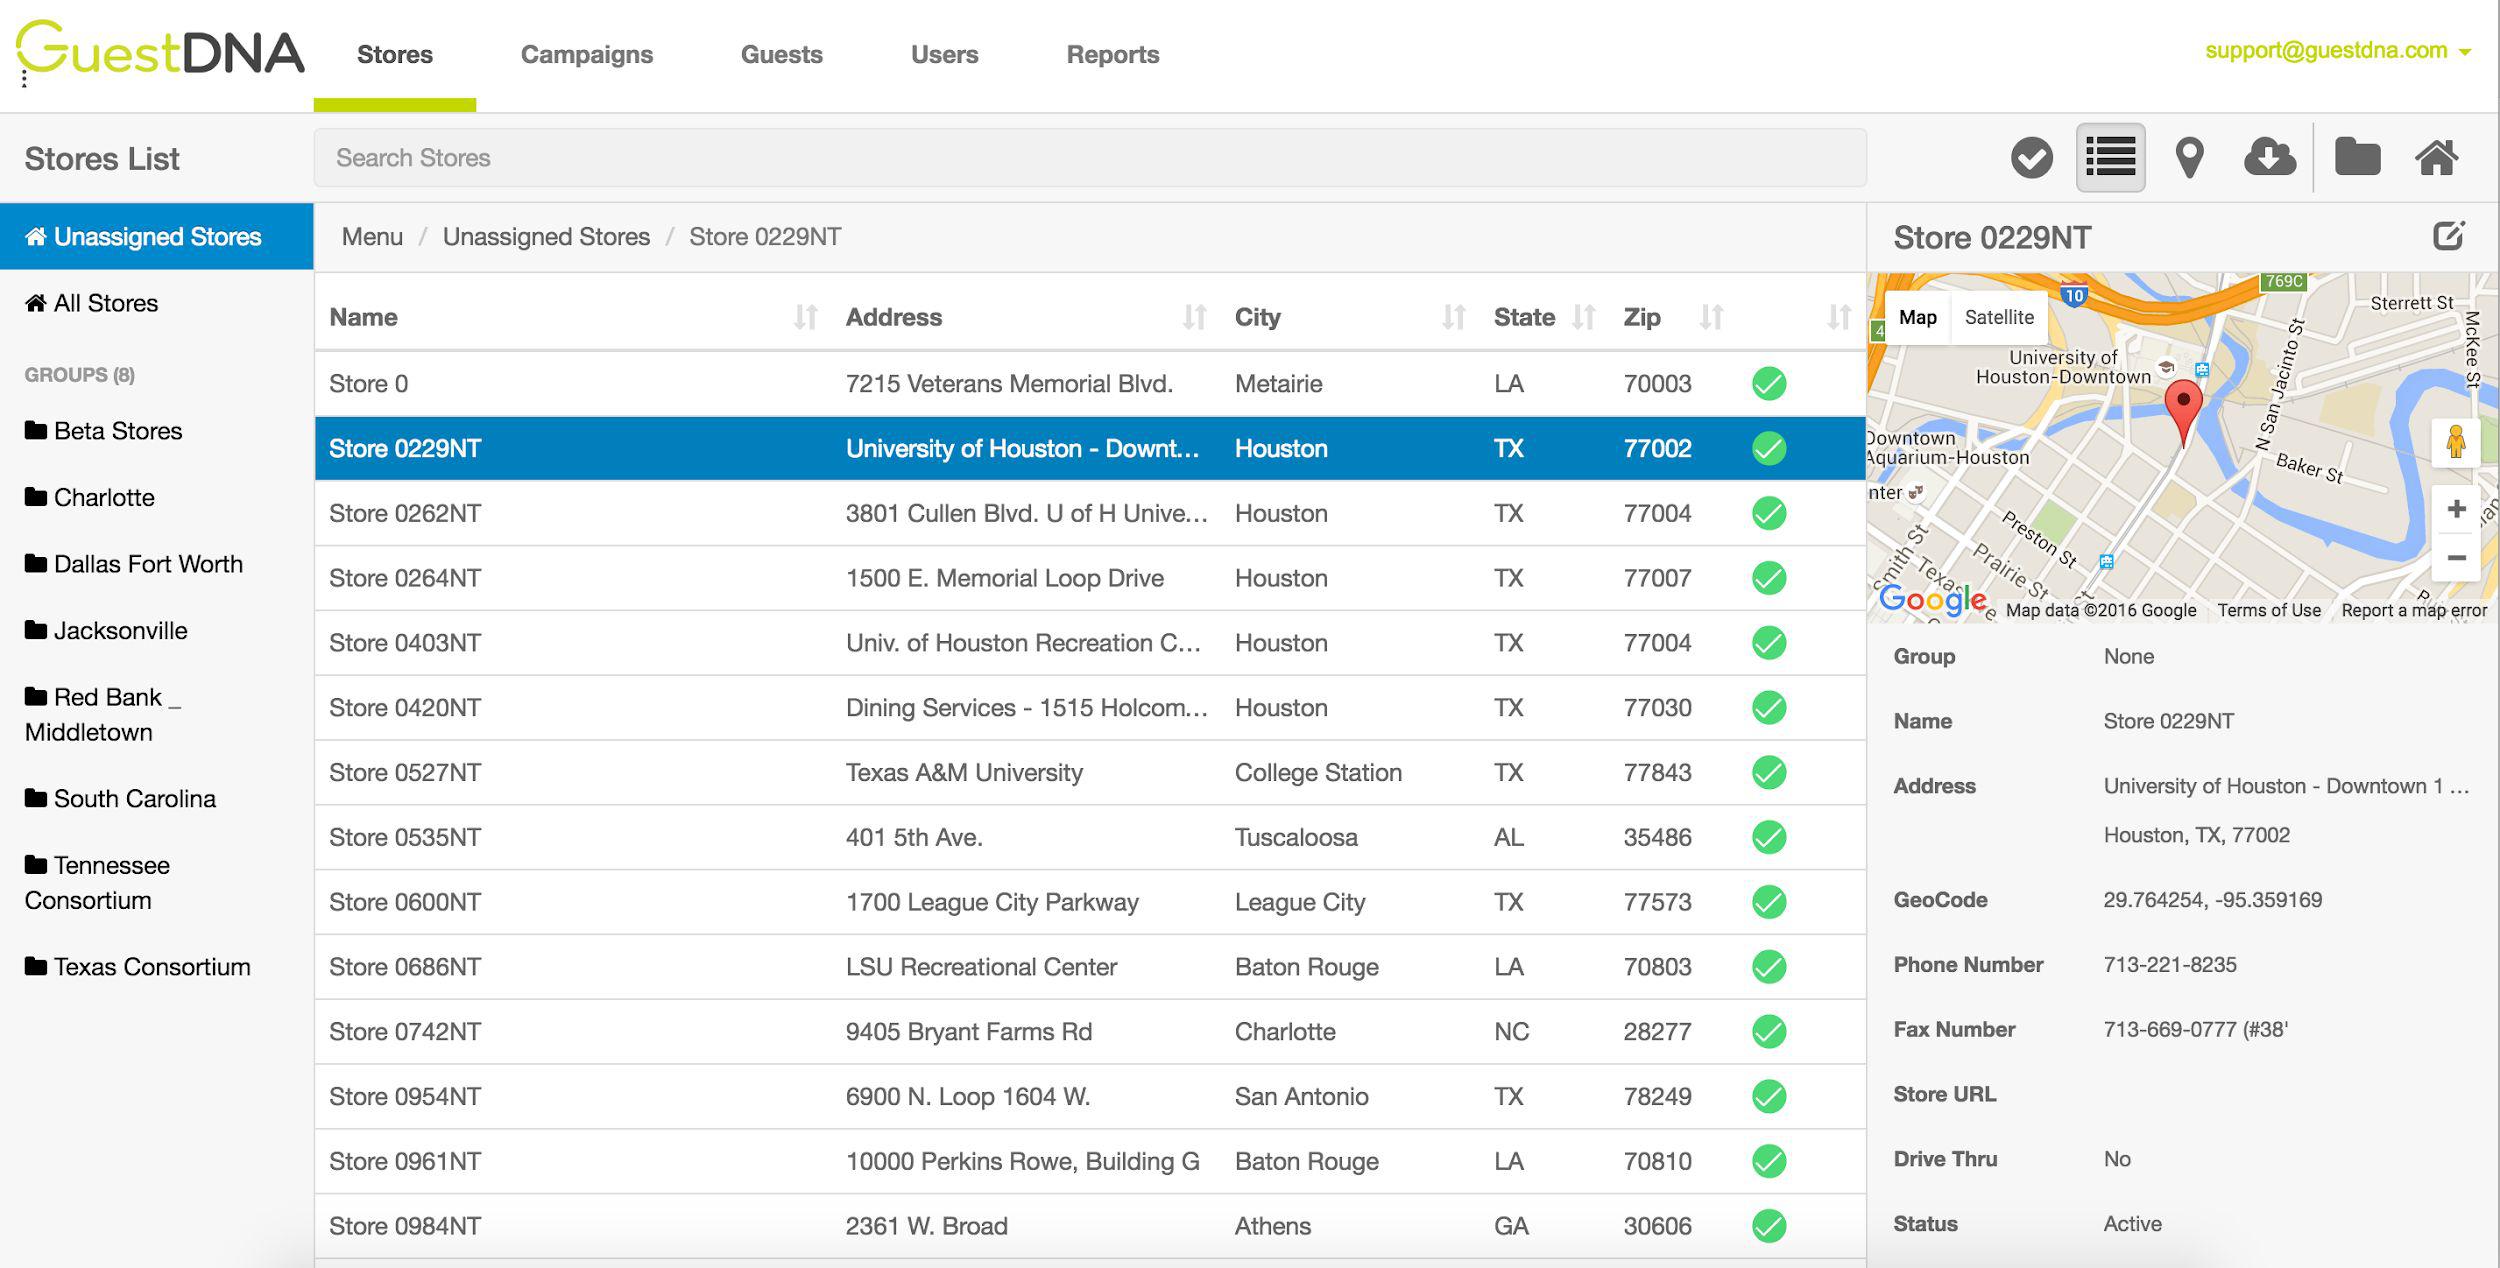 GuestDNA
Stores
Campaigns
Guests
Users
Reports
support@guestdna.com
Stores List
Search Stores
Unassigned Stores
All Stores
GROUPS (8)
Beta Stores
Charlotte
Dallas Fort Worth
Jacksonville
Red Bank _
Middletown
South Carolina
Tennessee
Consortium
Texas Consortium
Menu / Unassigned Stores / Store 0229NT
Name Address City State Zip
Store 0 7215 Veterans Memorial Blvd. Metairie LA 70003
Store 0229NT University of Houston - Downt... Houston TX 77002
Store 0262NT 3801 Cullen Blvd. U of H Unive... Houston TX 77004
Store 0264NT 1500 E. Memorial Loop Drive Houston TX 77007
Store 0403NT Univ. of Houston Recreation C... Houston TX 77004
Store 0420NT Dining Services - 1515 Holcom... Houston TX 77030
Store 0527NT Texas A&M University College Station TX 77843
Store 0535NT 401 5th Ave. Tuscaloosa AL 35486
Store 0600NT 1700 League City Parkway League City TX 77573
Store 0686NT LSU Recreational Center Baton Rouge LA 70803
Store 0742NT 9405 Bryant Farms Rd Charlotte NC 28277
Store 0954NT 6900 N. Loop 1604 W. San Antonio TX 78249
Store 0961NT 10000 Perkins Rowe, Building G Baton Rouge LA 70810
Store 0984NT 2361 W. Broad Athens GA 30606
Store 0229NT
Map
Satellite
10
769C
4
Sterrett St
McKee St
N San Jacinto St
University of
Houston-Downtown
Downtown
Aquarium-Houston
nter
Baker St
Preston St
Prairie St
Smith St
Texas
Google
Map data ©2016 Google
Terms of Use
Report a map error
Group None
Name Store 0229NT
Address University of Houston - Downtown 1 ...
Houston, TX, 77002
GeoCode 29.764254, -95.359169
Phone Number 713-221-8235
Fax Number 713-669-0777 (#38'
Store URL
Drive Thru No
Status Active